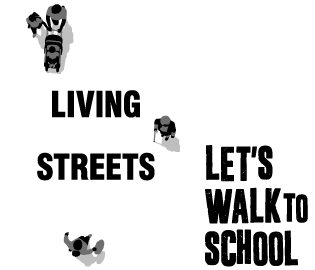 LIVING
STREETS
LET'S
WALK TO
SCHOOL